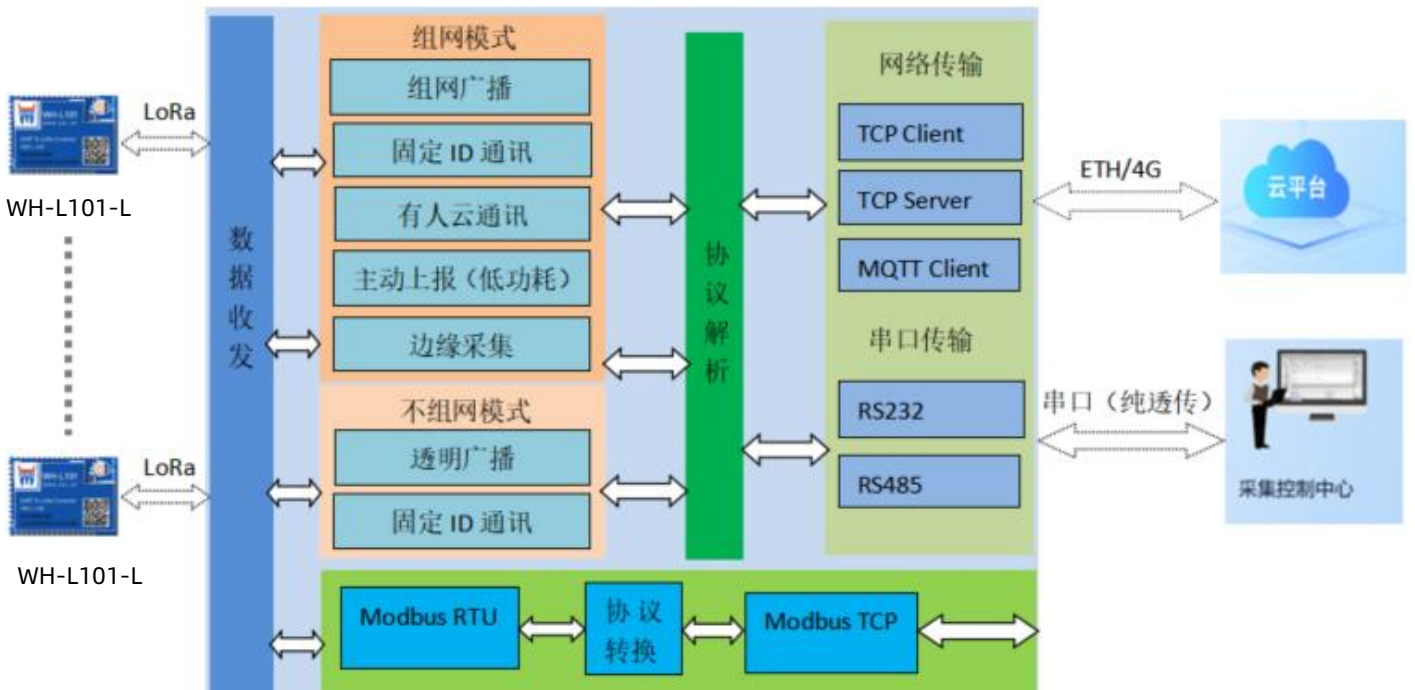 LoRa
WH-L101
WH-L101-L
LoRa
WH-L101
WH-L101-L
数据收发
组网模式
组网广播
固定 ID 通讯
有人云通讯
主动上报（低功耗）
边缘采集
不组网模式
透明广播
固定 ID 通讯
协议解析
网络传输
TCP Client
TCP Server
MQTT Client
串口传输
RS232
RS485
ETH/4G
云平台
串口（纯透传）
采集控制中心
Modbus RTU
协 议
转换
Modbus TCP